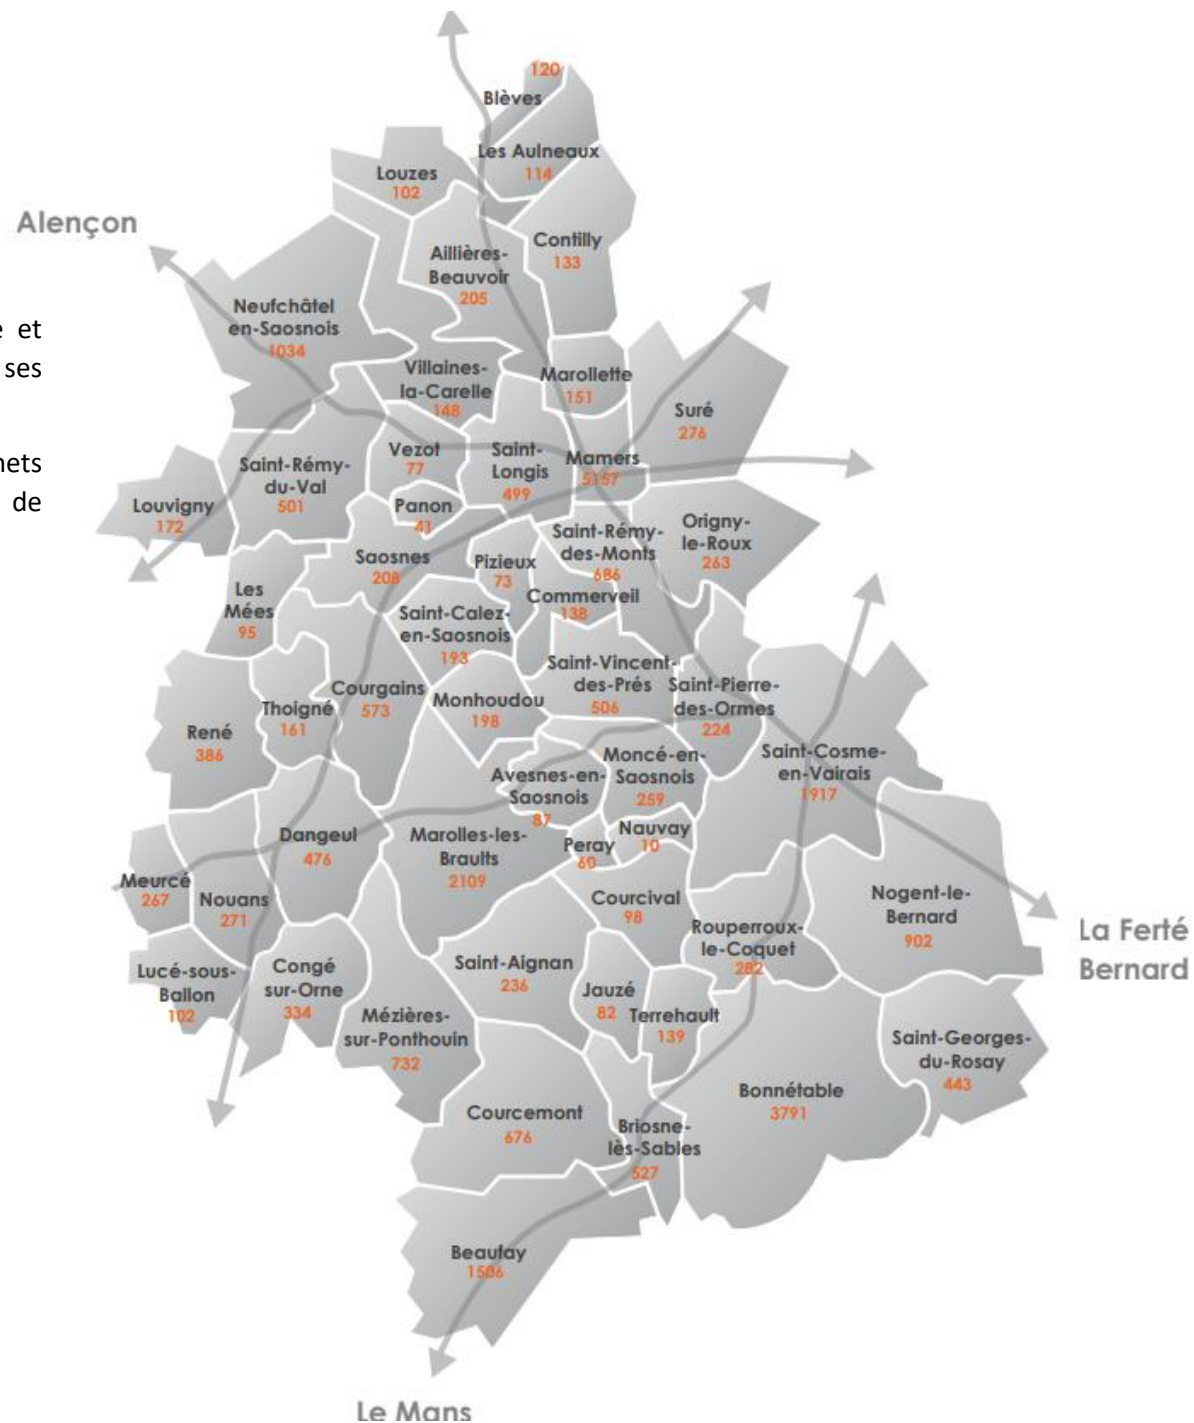 120
Blèves
Les Aulneaux
114
Louzes
102
Alençon
Contilly
133
Aillières-
Beauvoir
205
Neufchâtel
en-Saosnois
1034
e et
ses
Villaines-
la-Carelle
148
Marollette
151
Suré
276
Vezot
77
Saint-
Longis
499
Mamers
5157
nets
de
Saint-Rémy-
du-Val
501
Louvigny
172
Panon
41
Saint-Rémy-
des-Monts
686
Origny-
le-Roux
263
Saosnes
208
Pizieux
73
Les
Mées
95
Commerveil
138
Saint-Calez-
en-Saosnois
193
Saint-Vincent-
des-Prés
506
Saint-Pierre-
des-Ormes
224
Courgains
573
Monhoudou
198
Thoigné
161
René
386
Saint-Cosme-
en-Vairais
1917
Moncé-en-
Saosnois
259
Avesnes-en-
Saosnois
87
Nauvay
10
Peray
60
Dangeul
476
Marolles-les-
Braults
2109
Meurcé
267
Nouans
271
Courcival
98
Nogent-le-
Bernard
902
Rouperroux-
le-Coquet
282
La Ferté
Bernard
Lucé-sous-
Ballon
102
Congé
sur-Orne
334
Saint-Aignan
236
Jauzé
82
Terrehault
139
Mézières-
sur-Ponthouin
732
Saint-Georges-
du-Rosay
443
Bonnétable
3791
Courcemont
676
Briosne-
lès-Sables
527
Beaufay
1506
Le Mans